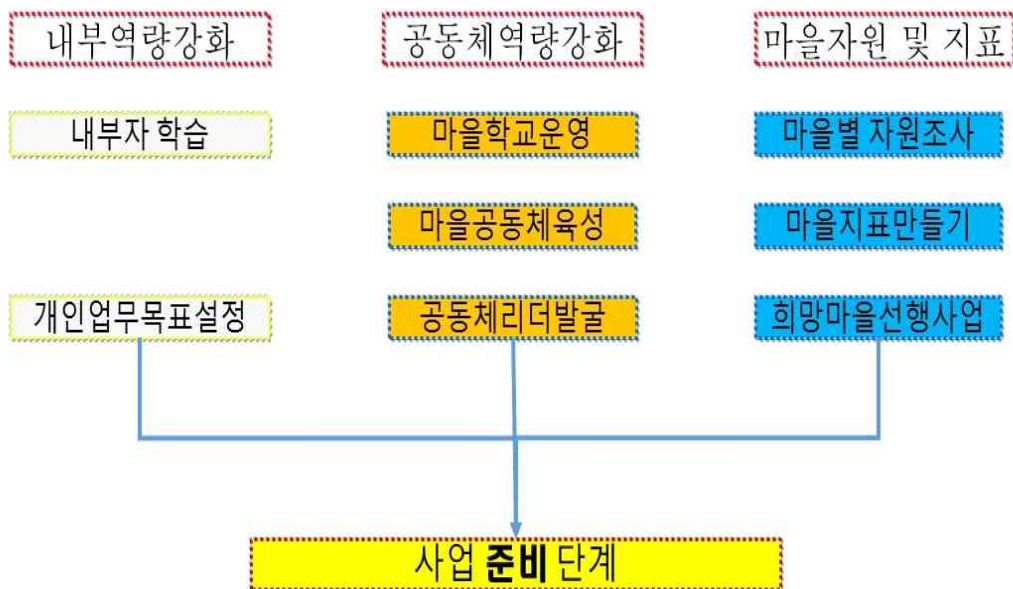 내부역량강화
공동체역량강화
마을자원 및 지표
내부자 학습
마을학교운영
마을별 자원조사
마을공동체육성
마을지표만들기
개인업무목표설정
공동체리더발굴
희망마을선행사업
사업 준비 단계